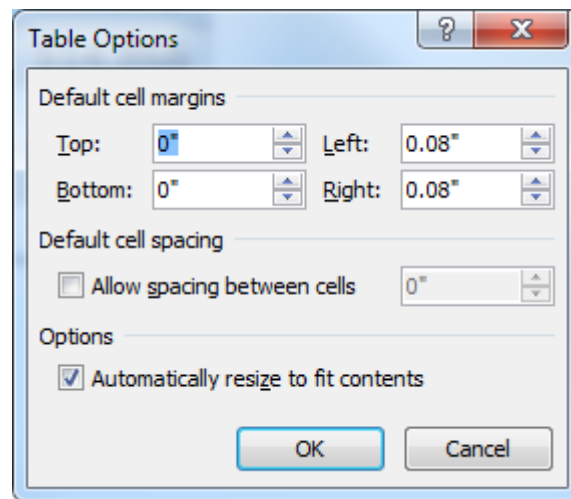 Table Options
Default cell margins
Top: 0" Left: 0.08"
Bottom: 0" Right: 0.08"
Default cell spacing
Allow spacing between cells 0"
Options
Automatically resize to fit contents
OK Cancel